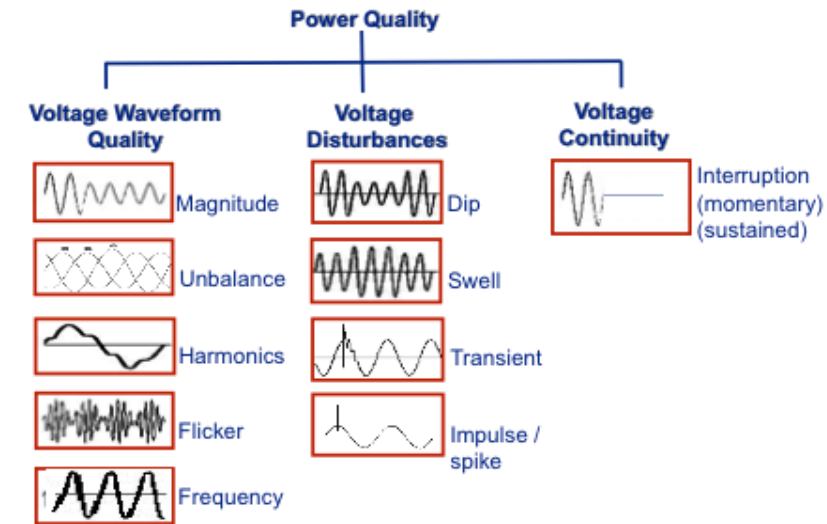 Power Quality
Voltage Waveform
Quality
Magnitude
Unbalance
Harmonics
Flicker
Frequency
Voltage
Disturbances
Dip
Swell
Transient
Impulse /
spike
Voltage
Continuity
Interruption
(momentary)
(sustained)